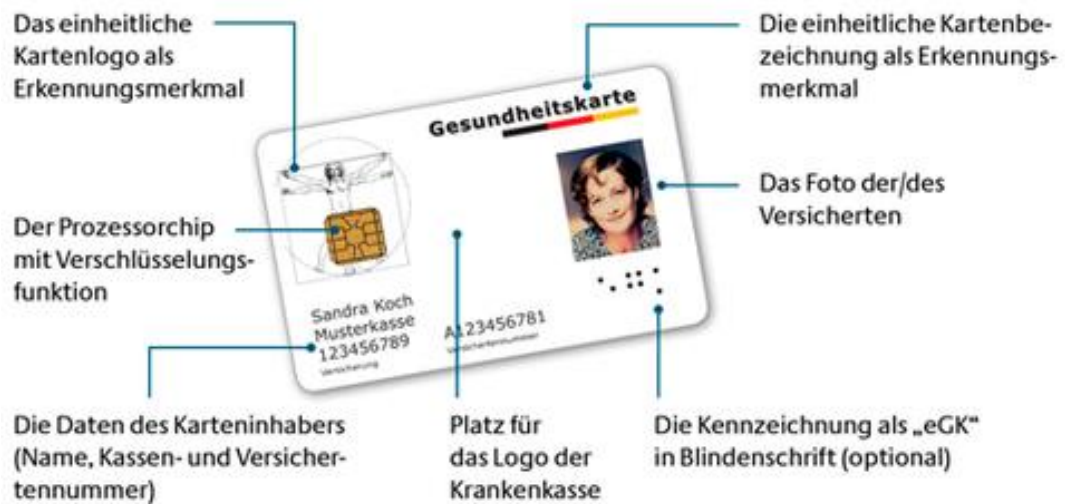 Das einheitliche
Kartenlogo als
Erkennungsmerkmal
Die einheitliche Kartenbe-
zeichnung als Erkennungs-
merkmal
Gesundheitskarte
Das Foto der/des
Versicherten
Der Prozessorchip
mit Verschlüsselungs-
funktion
Sandra Koch
Musterkasse
123456789
Versicherung
A123456781
Versichertennummer
Die Daten des Karteninhabers
(Name, Kassen- und Versicher-
tennummer)
Platz für
das Logo der
Krankenkasse
Die Kennzeichnung als „eGK“
in Blindenschrift (optional)